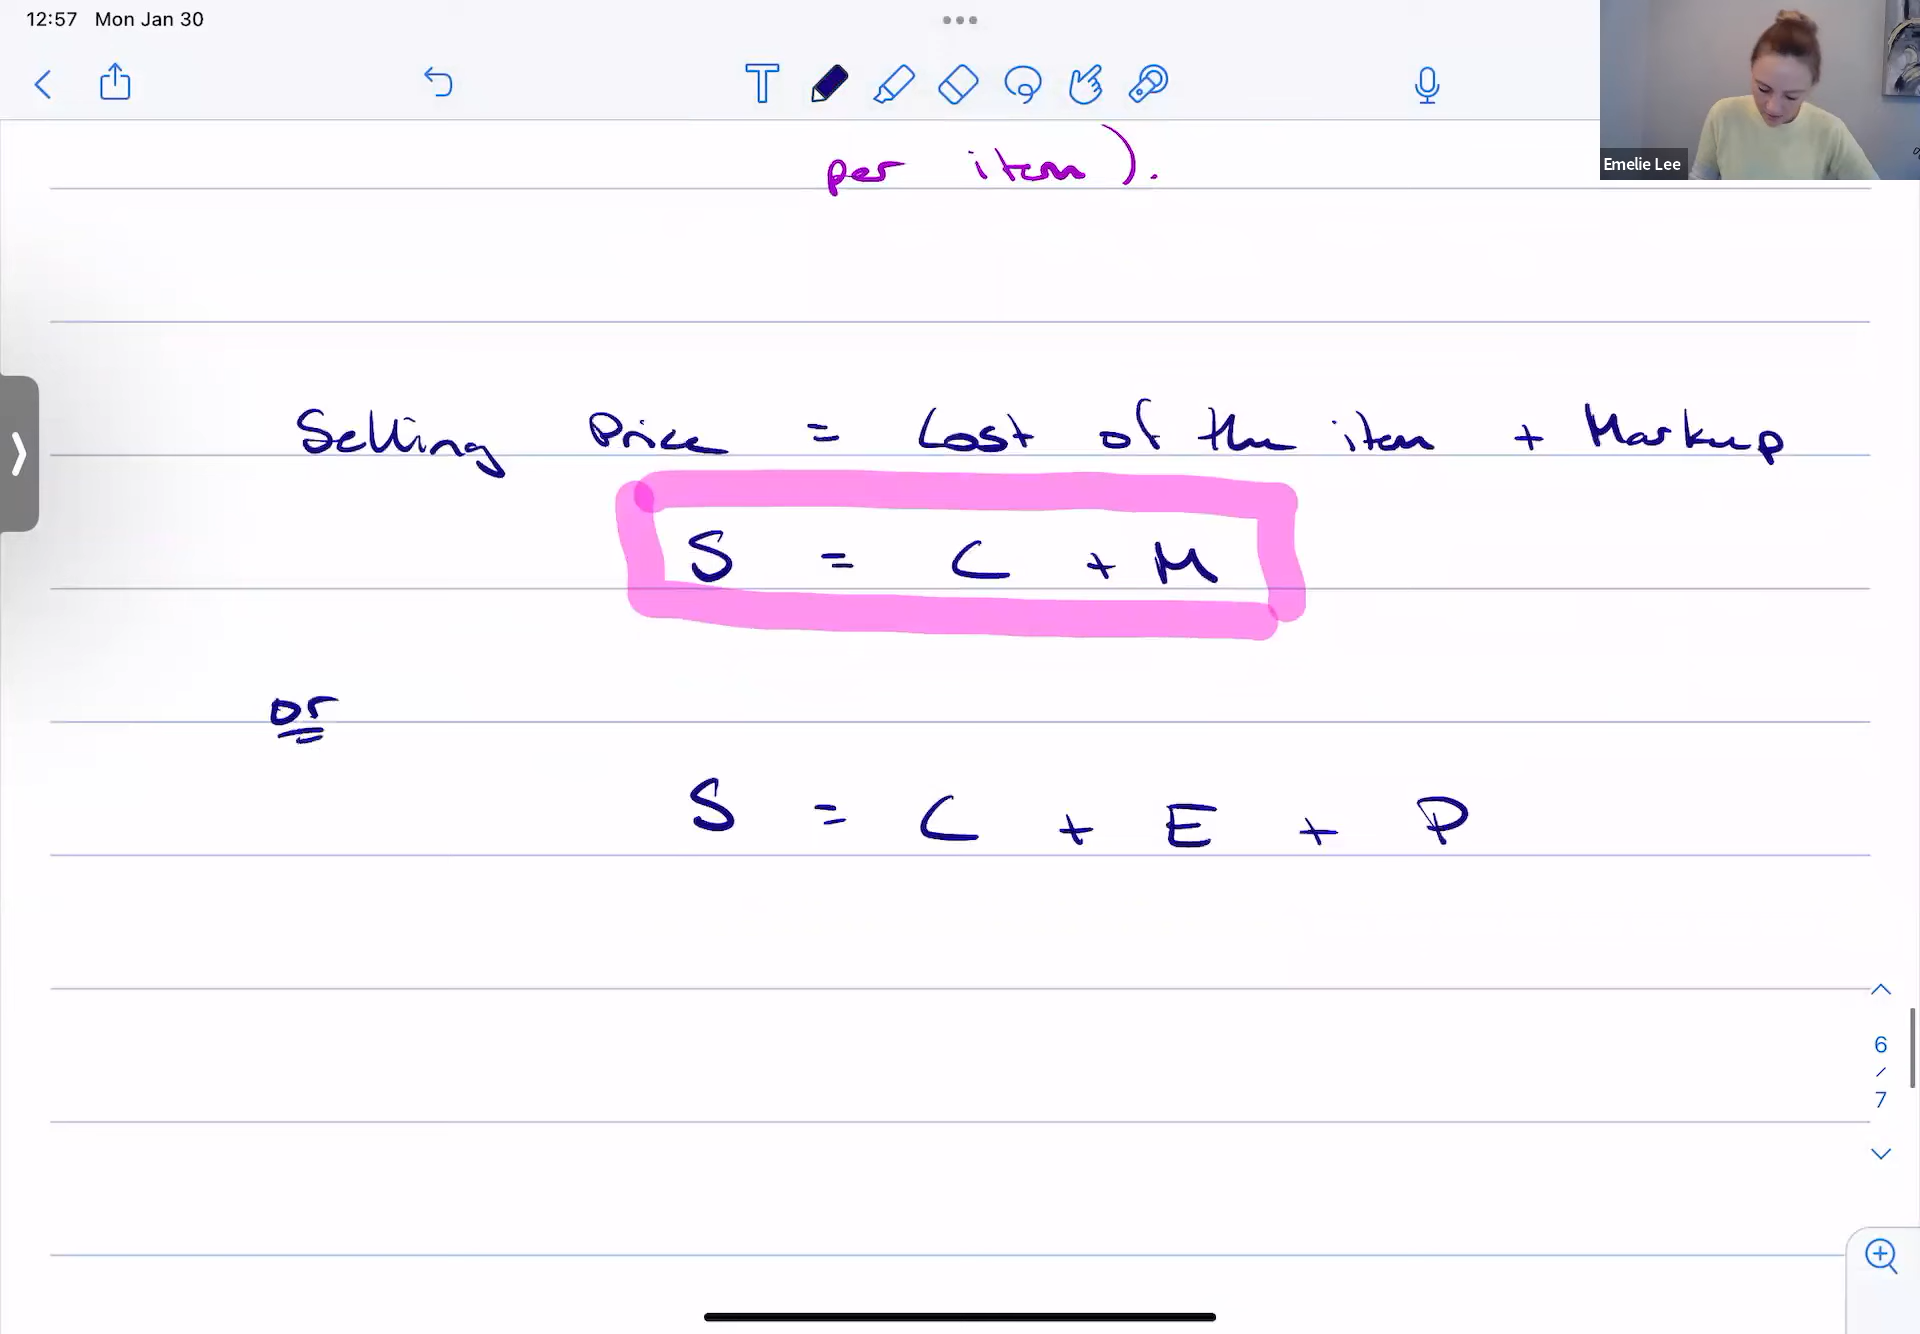 12:57 Mon Jan 30
T
Emelie Lee
per item).
Selling Price = Cost of the item + Markup
S = C + M
or
S = C + E + P
6
/
7